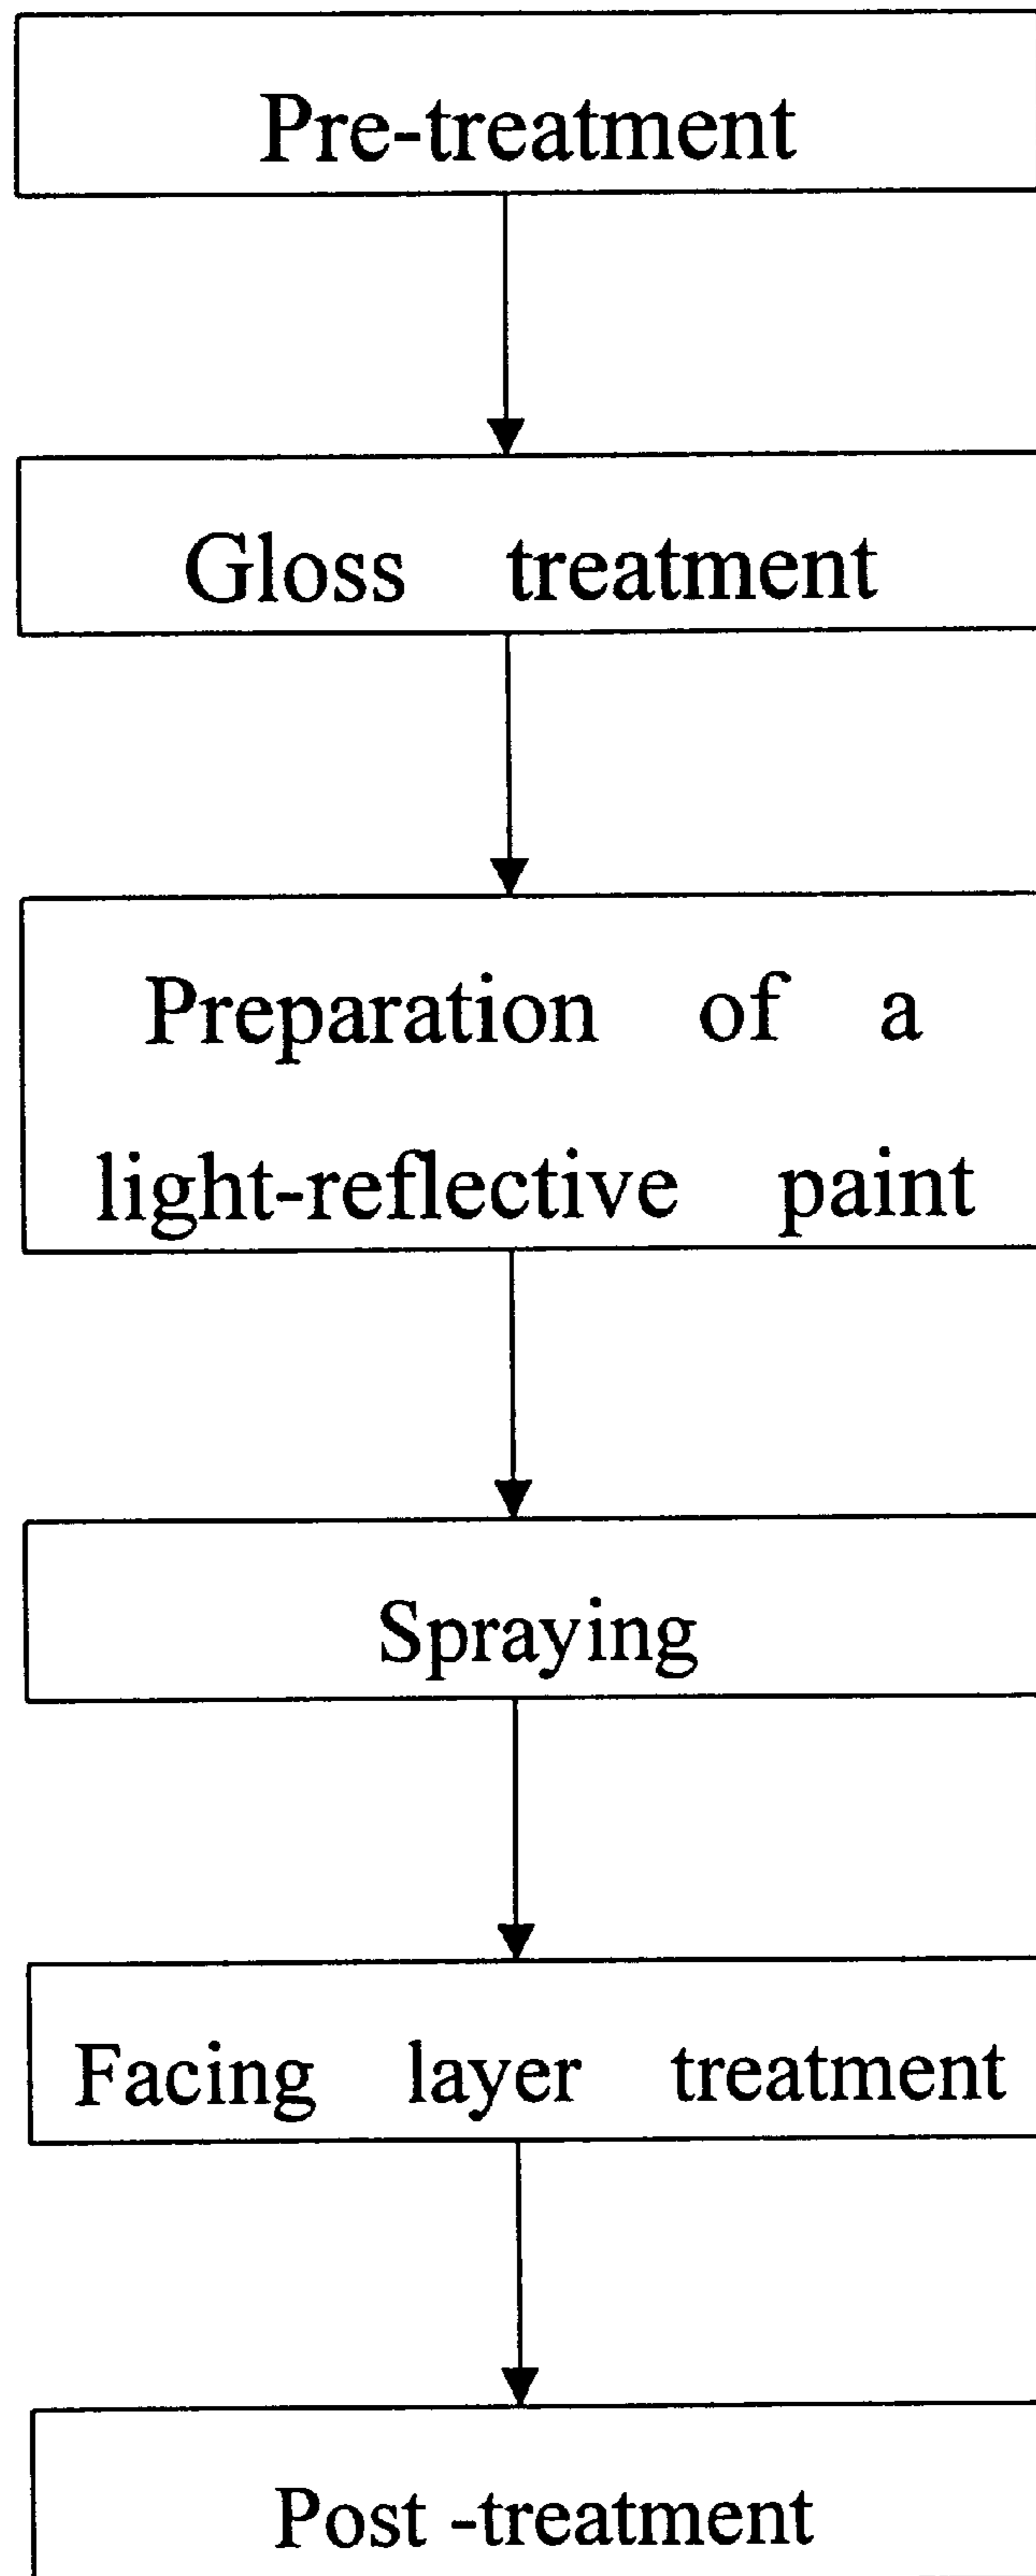 Pre-treatment
Gloss treatment
Preparation of a
light-reflective paint
Spraying
Facing layer treatment
Post -treatment